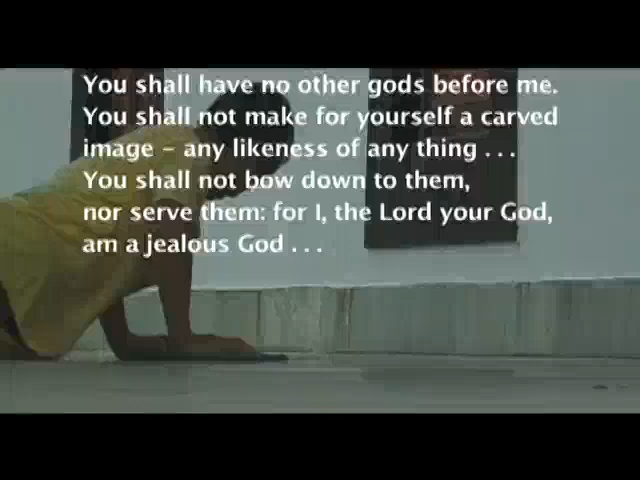 You shall have no other gods before me.
You shall not make for yourself a carved
image – any likeness of any thing . . .
You shall not bow down to them,
nor serve them: for I, the Lord your God,
am a jealous God . . .